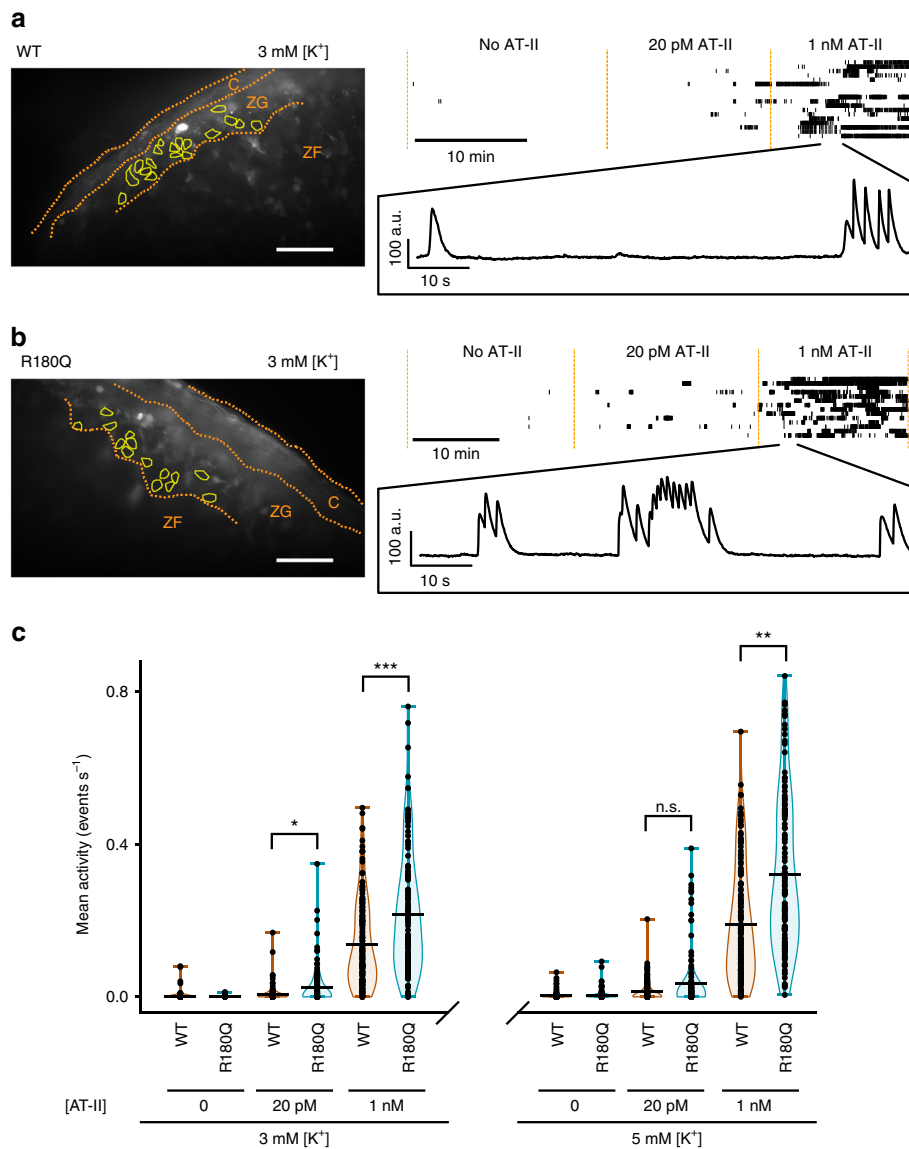 a
WT 3 mM [K⁺]
C
ZG
ZF
No AT-II 20 pM AT-II 1 nM AT-II
10 min
100 a.u.
10 s
b
R180Q 3 mM [K⁺]
ZF ZG C
No AT-II 20 pM AT-II 1 nM AT-II
10 min
100 a.u.
10 s
c
Mean activity (events s⁻¹)
0.8
0.4
0.0
*
***
n.s.
**
WT R180Q WT R180Q WT R180Q WT R180Q WT R180Q WT R180Q
[AT-II] 0 20 pM 1 nM 0 20 pM 1 nM
3 mM [K⁺] 5 mM [K⁺]